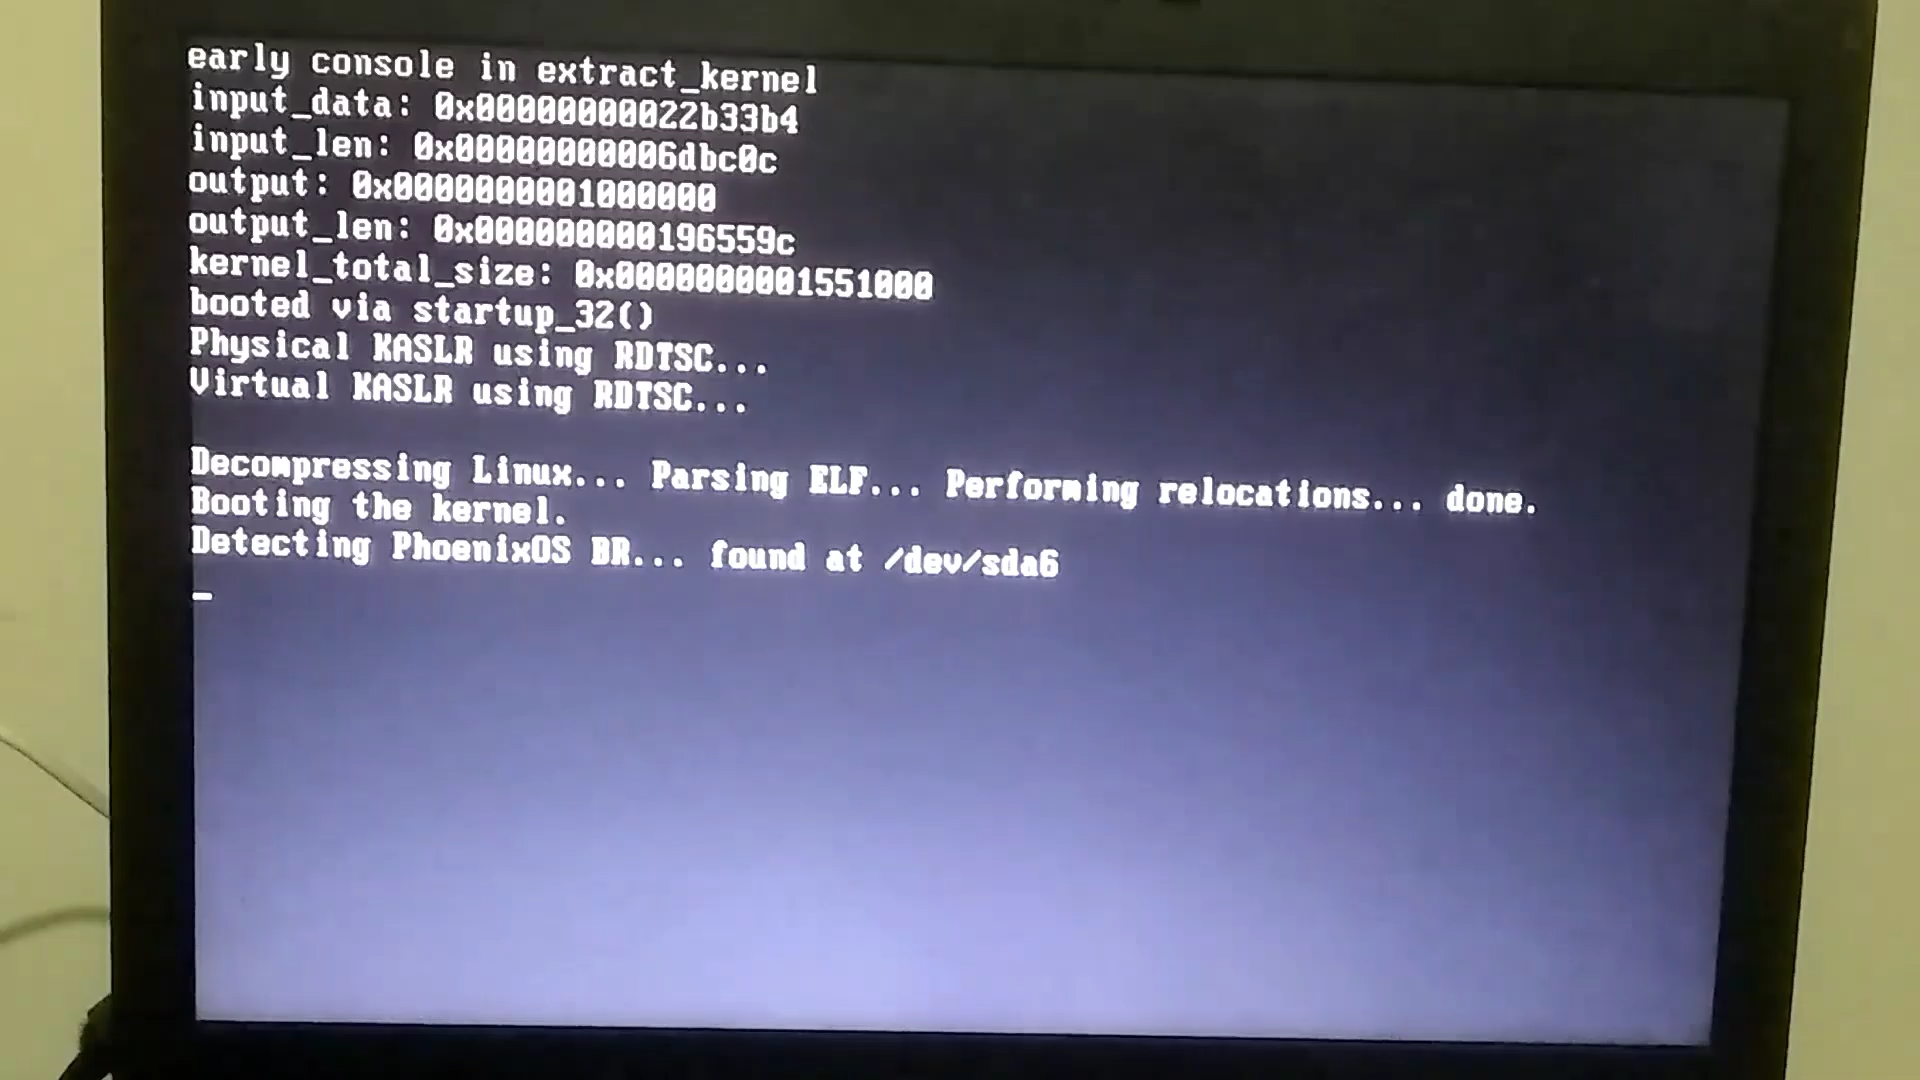 early console in extract_kernel
input_data: 0x00000000022b33b4
input_len: 0x00000000006dbc0c
output: 0x0000000001000000
output_len: 0x000000000196559c
kernel_total_size: 0x0000000001551000
booted via startup_32()
Physical KASLR using RDTSC...
Virtual KASLR using RDTSC...
Decompressing Linux... Parsing ELF... Performing relocations... done.
Booting the kernel.
Detecting PhoenixOS BR... found at /dev/sda6
_